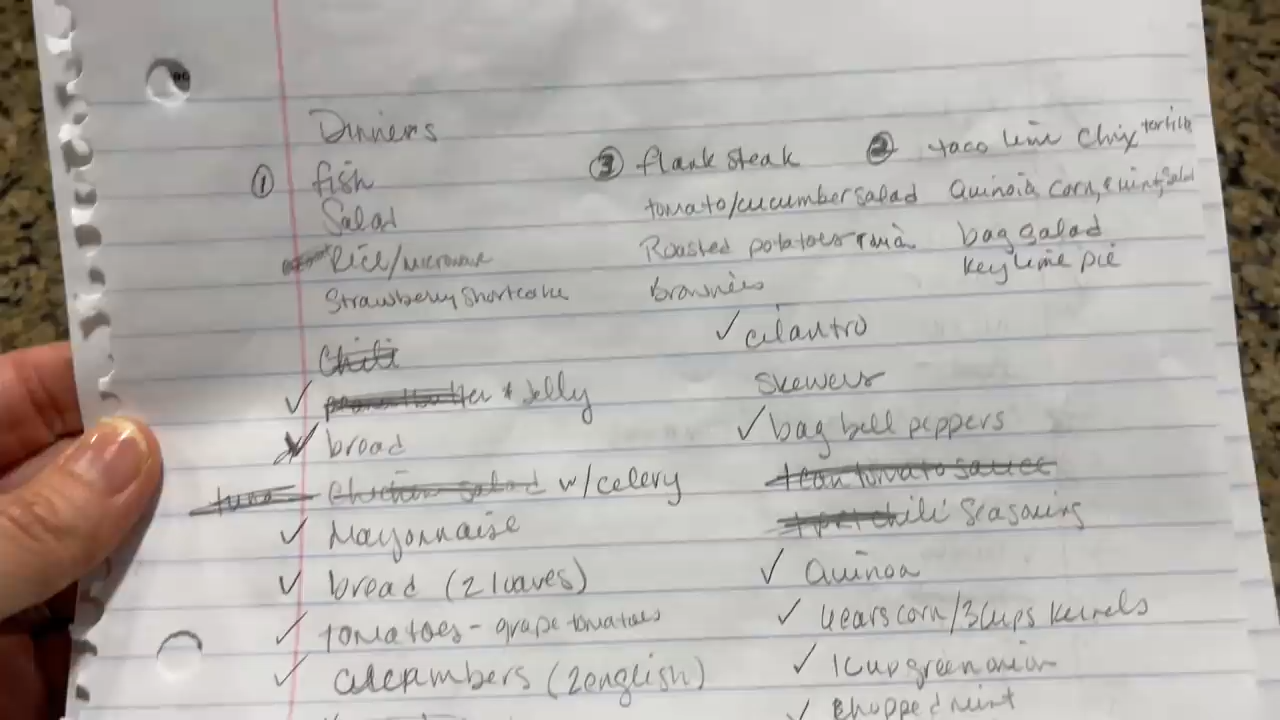 Dinners
① fish
Salad
Rice/microwave
Strawberry Shortcake
③ flank steak
tomato/cucumber salad
Roasted potatoes
brownies
② taco lime Chix tortilla
Quinoia, corn, & mint, Salad
bag salad
key lime pie
Chili
✓ peanut butter + Jelly
✓ bread
tuna Chicken salad w/celery
✓ Mayonnaise
✓ bread (2 loaves)
✓ tomatoes - grape tomatoes
✓ cucumbers (2 english)
✓ cilantro
Skewers
✓ bag bell peppers
1 can tomato sauce
1 pkt chili Seasoning
✓ Quinoa
✓ 4 ears corn/3 cups kernels
✓ 1 Cup green onion
✓ Chopped mint